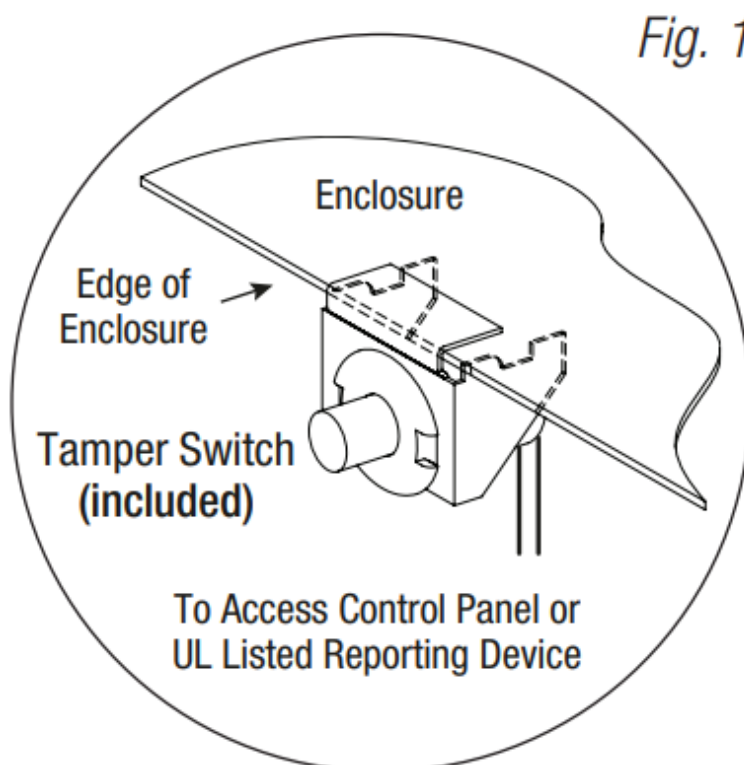 Fig. 1
Enclosure
Edge of
Enclosure
Tamper Switch
(included)
To Access Control Panel or
UL Listed Reporting Device